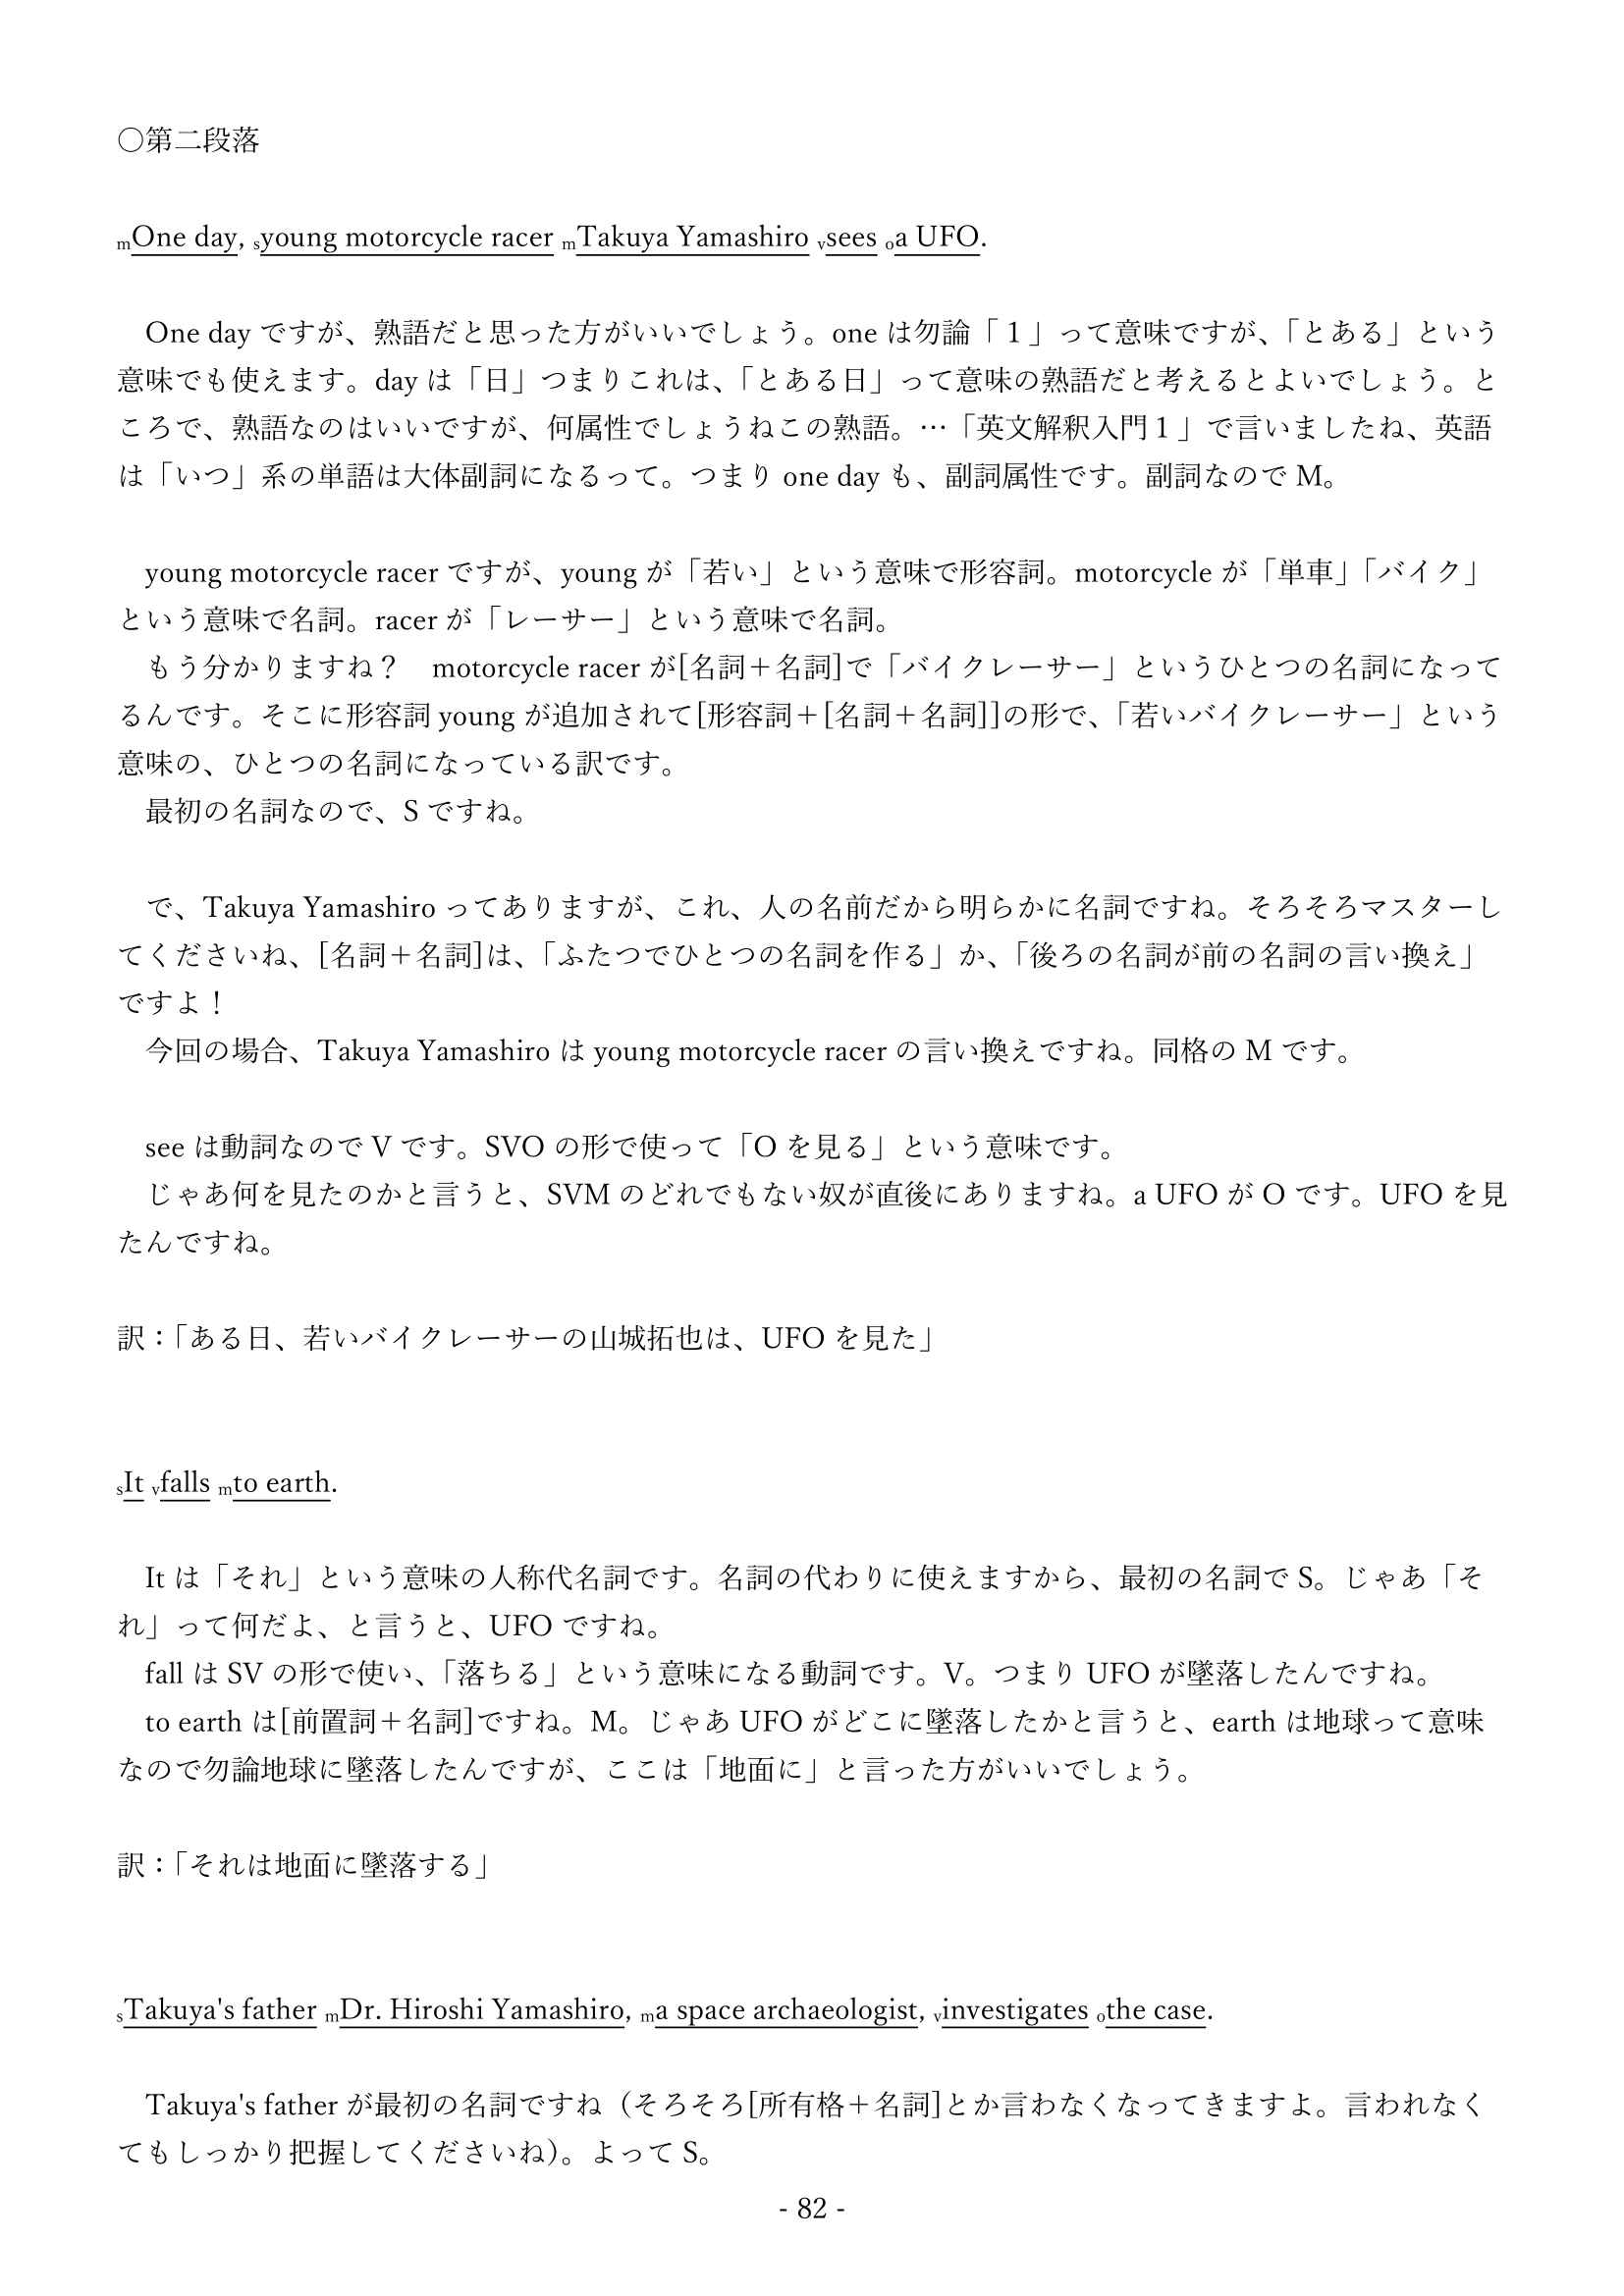 〇第二段落
mOne day, syoung motorcycle racer mTakuya Yamashiro vsees oa UFO.
One day ですが、熟語だと思った方がいいでしょう。one は勿論「１」って意味ですが、「とある」という
意味でも使えます。day は「日」つまりこれは、「とある日」って意味の熟語だと考えるとよいでしょう。と
ころで、熟語なのはいいですが、何属性でしょうねこの熟語。…「英文解釈入門１」で言いましたね、英語
は「いつ」系の単語は大体副詞になるって。つまり one day も、副詞属性です。副詞なので M。
young motorcycle racer ですが、young が「若い」という意味で形容詞。motorcycle が「単車」「バイク」
という意味で名詞。racer が「レーサー」という意味で名詞。
もう分かりますね？　motorcycle racer が[名詞＋名詞]で「バイクレーサー」というひとつの名詞になって
るんです。そこに形容詞 young が追加されて[形容詞＋[名詞＋名詞]]の形で、「若いバイクレーサー」という
意味の、ひとつの名詞になっている訳です。
最初の名詞なので、S ですね。
で、Takuya Yamashiro ってありますが、これ、人の名前だから明らかに名詞ですね。そろそろマスターし
てくださいね、[名詞＋名詞]は、「ふたつでひとつの名詞を作る」か、「後ろの名詞が前の名詞の言い換え」
ですよ！
今回の場合、Takuya Yamashiro は young motorcycle racer の言い換えですね。同格の M です。
see は動詞なので V です。SVO の形で使って「O を見る」という意味です。
じゃあ何を見たのかと言うと、SVM のどれでもない奴が直後にありますね。a UFO が O です。UFO を見
たんですね。
訳：「ある日、若いバイクレーサーの山城拓也は、UFO を見た」
sIt vfalls mto earth.
It は「それ」という意味の人称代名詞です。名詞の代わりに使えますから、最初の名詞で S。じゃあ「そ
れ」って何だよ、と言うと、UFO ですね。
fall は SV の形で使い、「落ちる」という意味になる動詞です。V。つまり UFO が墜落したんですね。
to earth は[前置詞＋名詞]ですね。M。じゃあ UFO がどこに墜落したかと言うと、earth は地球って意味
なので勿論地球に墜落したんですが、ここは「地面に」と言った方がいいでしょう。
訳：「それは地面に墜落する」
sTakuya's father mDr. Hiroshi Yamashiro, ma space archaeologist, vinvestigates othe case.
Takuya's father が最初の名詞ですね（そろそろ[所有格＋名詞]とか言わなくなってきますよ。言われなく
てもしっかり把握してくださいね）。よって S。
- 82 -